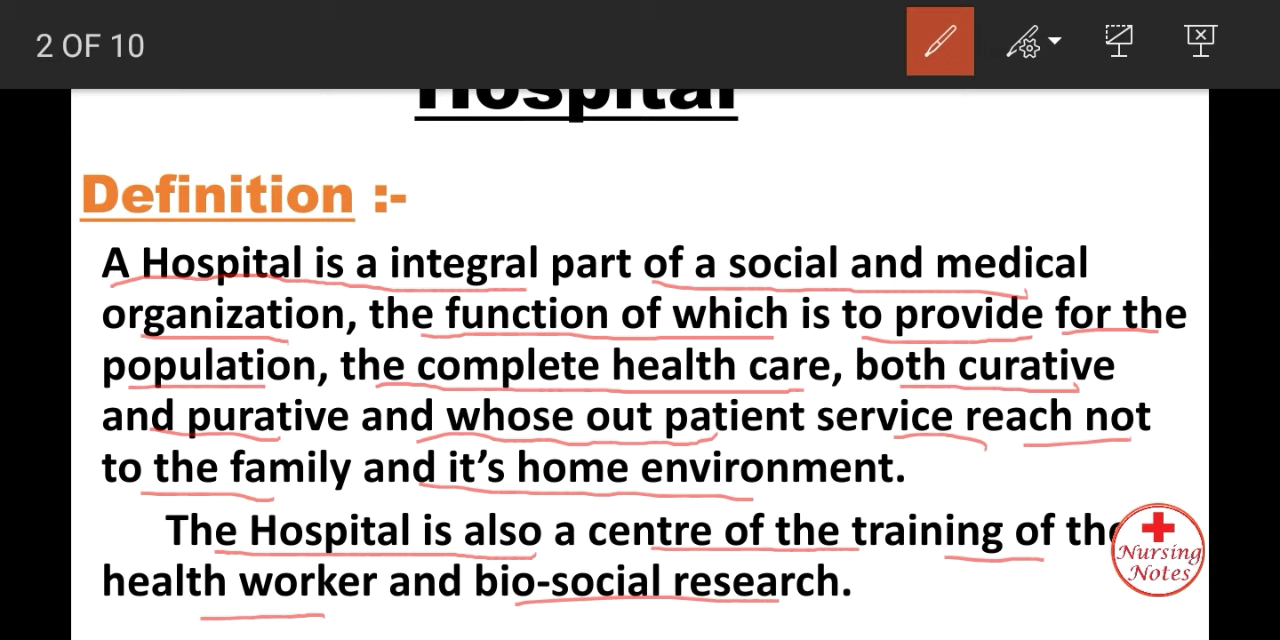 2 OF 10
Hospital
Definition :-
A Hospital is a integral part of a social and medical
organization, the function of which is to provide for the
population, the complete health care, both curative
and purative and whose out patient service reach not
to the family and it's home environment.
The Hospital is also a centre of the training of the
health worker and bio-social research.
Nursing
Notes